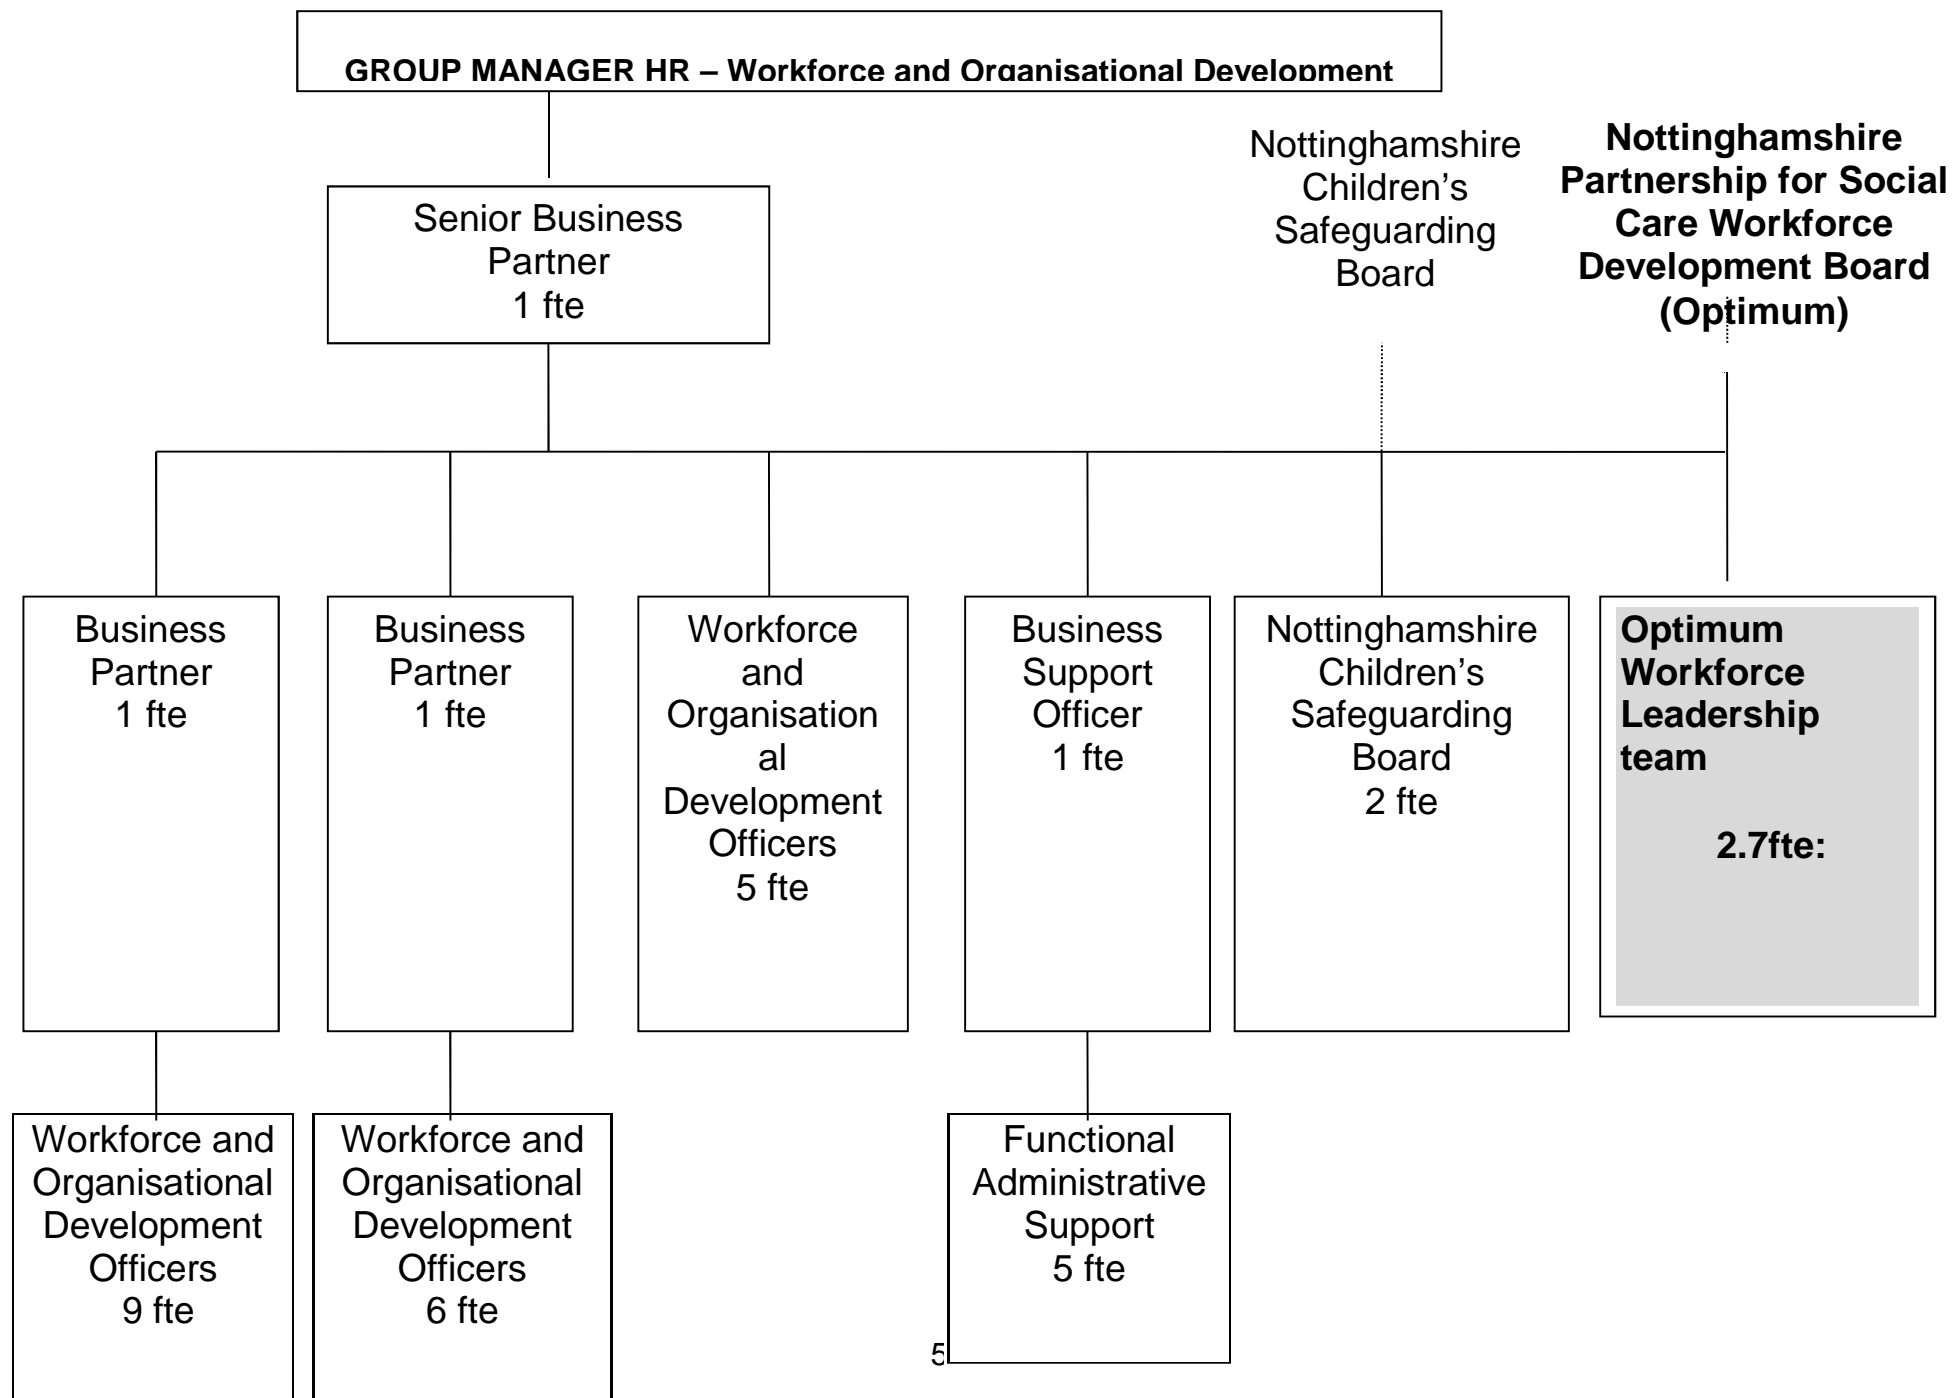 GROUP MANAGER HR – Workforce and Organisational Development
Nottinghamshire
Children’s
Safeguarding
Board
Nottinghamshire
Partnership for Social
Care Workforce
Development Board
(Optimum)
Senior Business
Partner
1 fte
Business
Partner
1 fte
Business
Partner
1 fte
Workforce
and
Organisation
al
Development
Officers
5 fte
Business
Support
Officer
1 fte
Nottinghamshire
Children’s
Safeguarding
Board
2 fte
Optimum
Workforce
Leadership
team
2.7fte:
Workforce and
Organisational
Development
Officers
9 fte
Workforce and
Organisational
Development
Officers
6 fte
Functional
Administrative
Support
5 fte
5